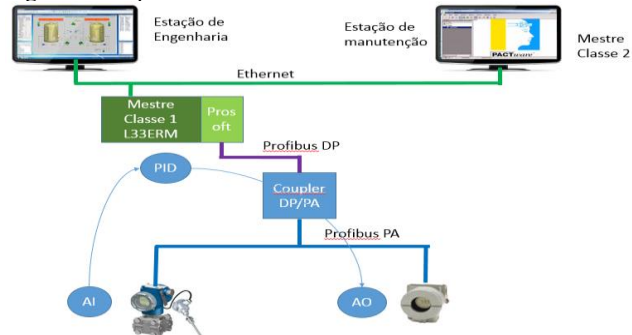 Estação de
Engenharia
Estação de
manutenção
PACTware
Mestre
Classe 2
Ethernet
Mestre
Classe 1
L33ERM
Pros
oft
Profibus DP
PID
Coupler
DP/PA
Profibus PA
AI
AO